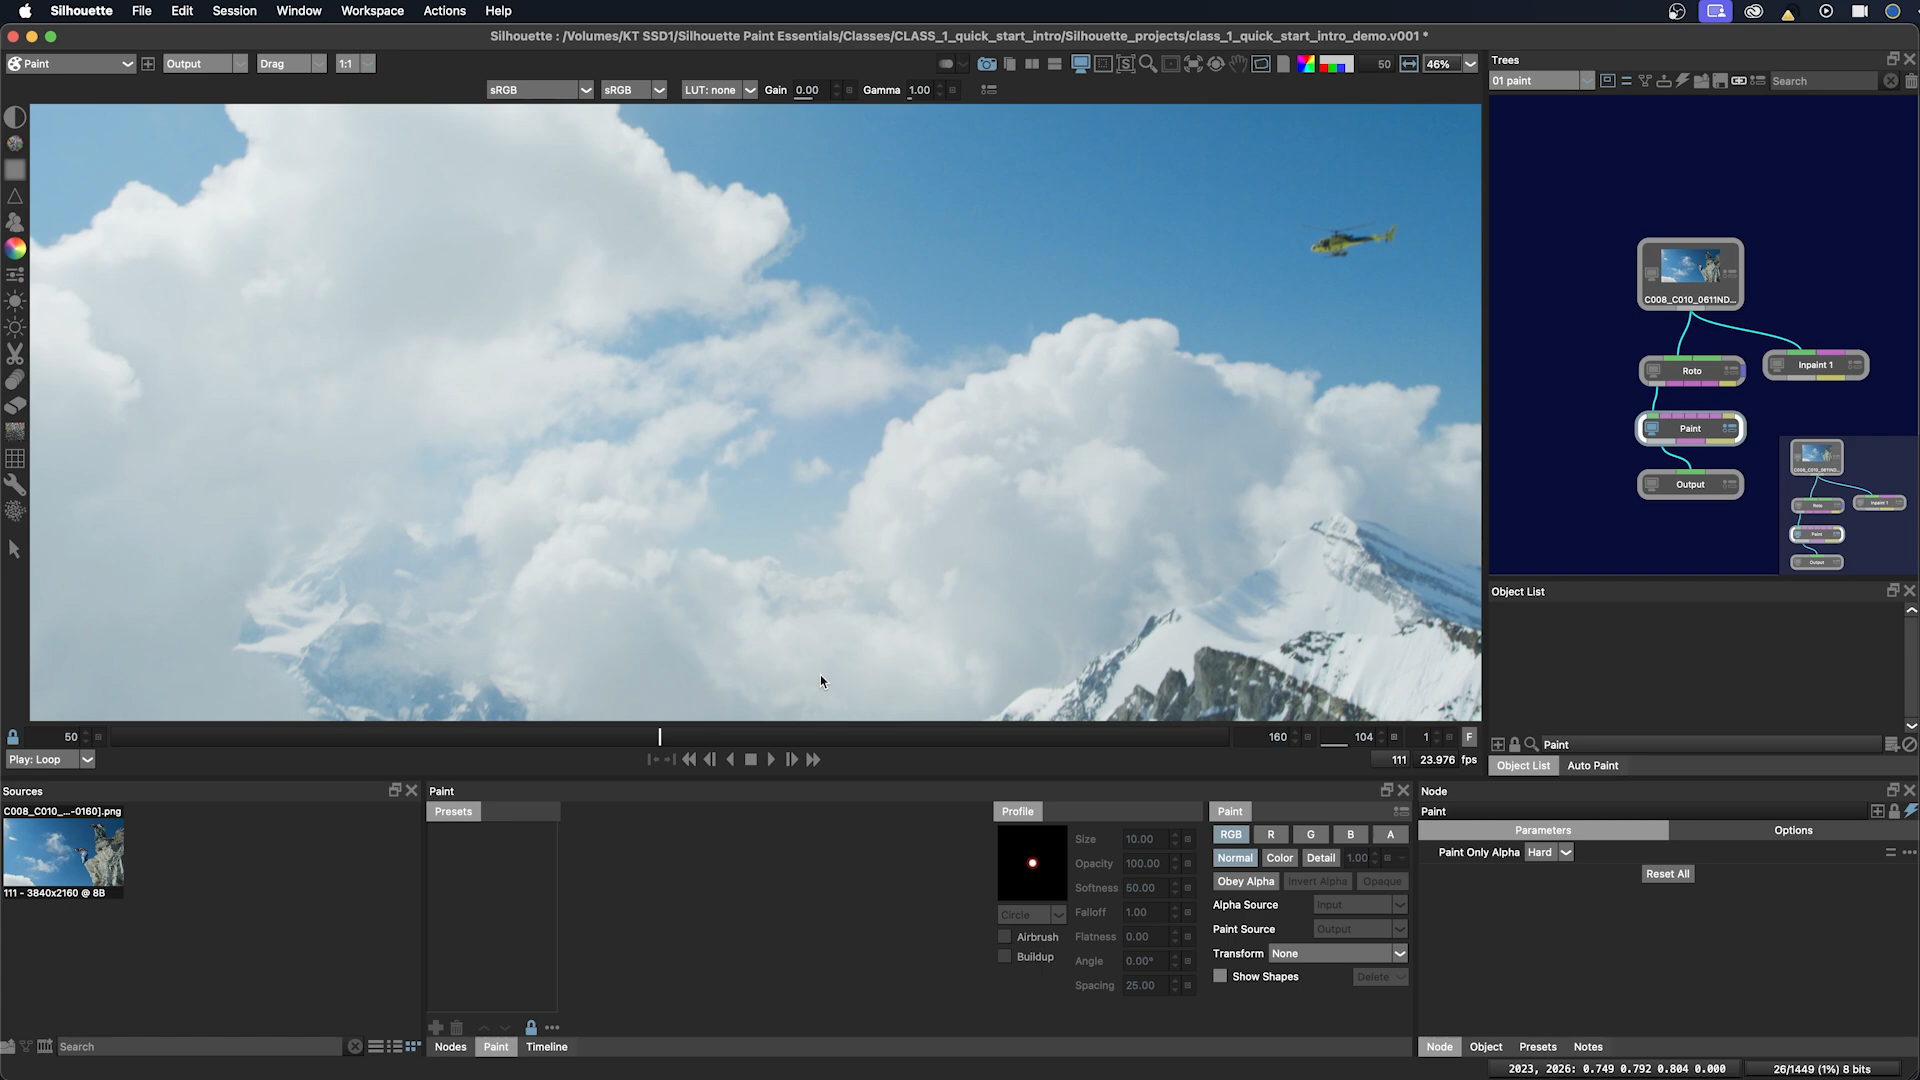 Silhouette File Edit Session Window Workspace Actions Help
Silhouette : /Volumes/KT SSD1/Silhouette Paint Essentials/Classes/CLASS_1_quick_start_intro/Silhouette_projects/class_1_quick_start_intro_demo.v001 *
Paint Output Drag 1:1 50 46%
sRGB sRGB LUT: none Gain 0.00 Gamma 1.00
Trees
01 paint Search
C008_C010_0611ND...
Roto
Inpaint 1
Paint
Output
Roto
Inpaint 1
Paint
Output
Object List
Paint
Object List Auto Paint
50 160 104 1 F
Play: Loop 111 23.976 fps
Sources
C008_C010_...-0160].png
111 - 3840x2160 @ 8B
Search
Paint
Presets
Profile
Size 10.00
Opacity 100.00
Softness 50.00
Circle
Falloff 1.00
Airbrush
Flatness 0.00
Buildup
Angle 0.00°
Spacing 25.00
Paint
RGB R G B A
Normal Color Detail 1.00
Obey Alpha Invert Alpha Opaque
Alpha Source Input
Paint Source Output
Transform None
Show Shapes Delete
Nodes Paint Timeline
Node
Paint
Parameters Options
Paint Only Alpha Hard
Reset All
Node Object Presets Notes
2023, 2026: 0.749 0.792 0.804 0.000 26/1449 (1%) 8 bits